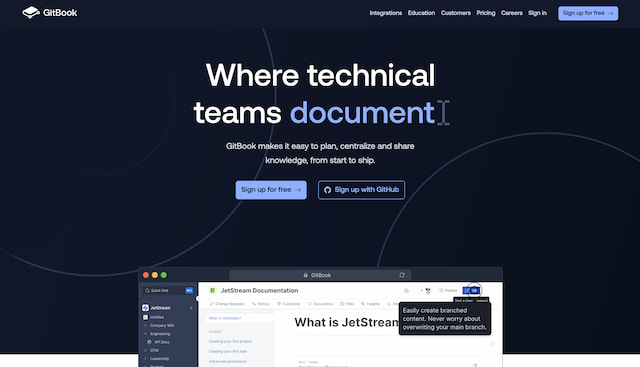 GitBook
Integrations Education Customers Pricing Careers Sign in Sign up for free →
Where technical
teams document
GitBook makes it easy to plan, centralize and share
knowledge, from start to ship.
Sign up for free →
Sign up with GitHub
GitBook
Quick find
JetStream Documentation
Publish
Change Requests History Customize Discussions Files Insights
JetStream
Untitled
Company Wiki
Engineering
API Docs
GTM
Leadership
What is JetStream?
Creating your first project
Creating your first task
Advanced permissions
What is JetStream
Easily create branched
content. Never worry about
overwriting your main branch.